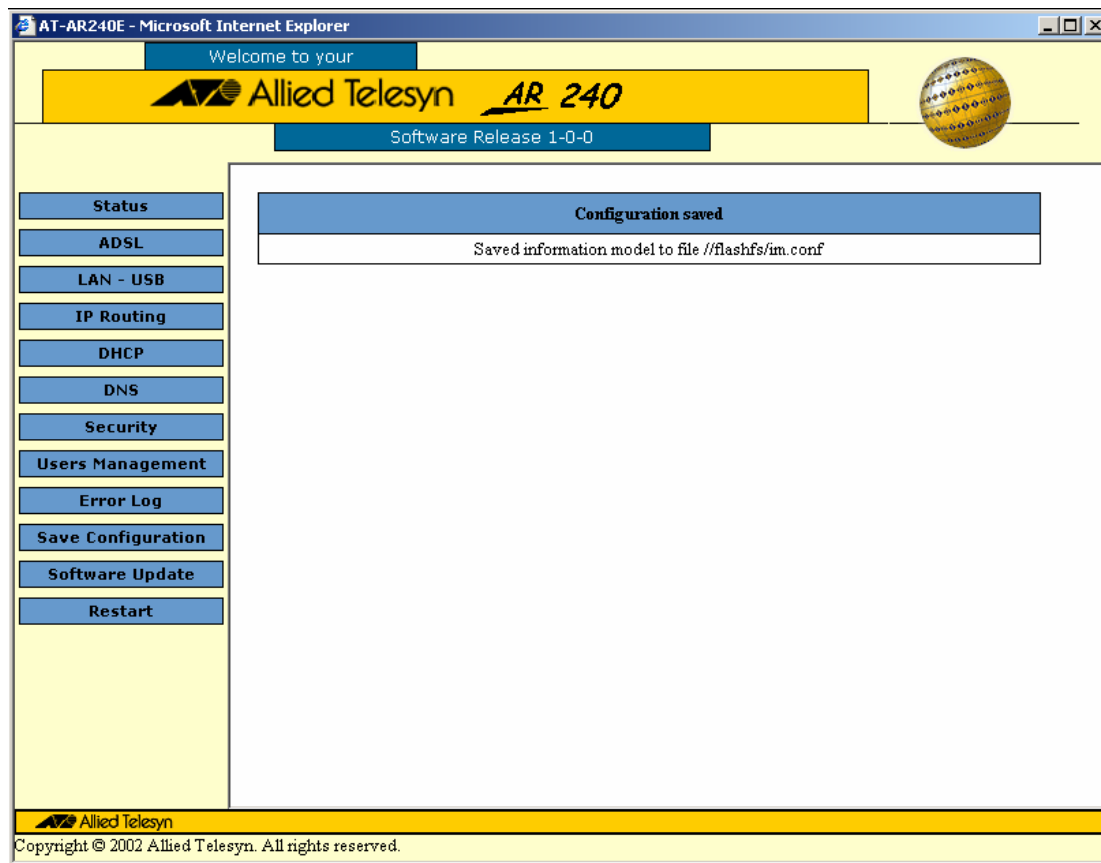 AT-AR240E - Microsoft Internet Explorer
Welcome to your
Allied Telesyn AR 240
Software Release 1-0-0
Status
ADSL
LAN - USB
IP Routing
DHCP
DNS
Security
Users Management
Error Log
Save Configuration
Software Update
Restart
Configuration saved
Saved information model to file //flashfs/im.conf
Allied Telesyn
Copyright © 2002 Allied Telesyn. All rights reserved.